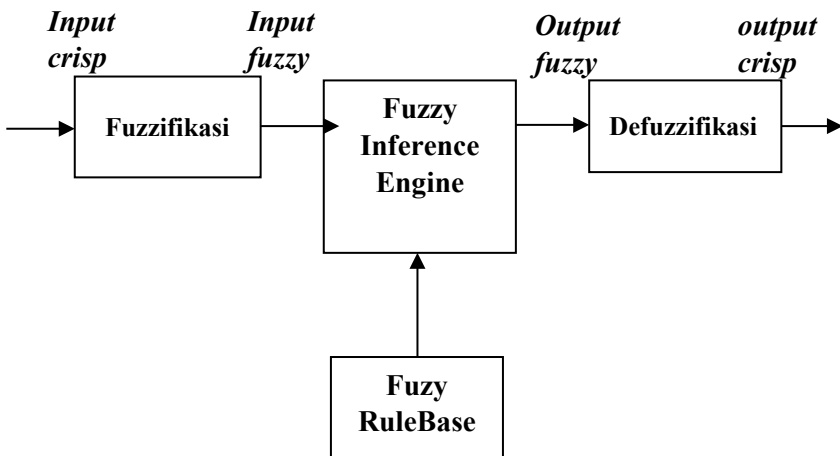 Input
crisp
Input
fuzzy
Output
fuzzy
output
crisp
Fuzzifikasi
Fuzzy
Inference
Engine
Defuzzifikasi
Fuzy
RuleBase